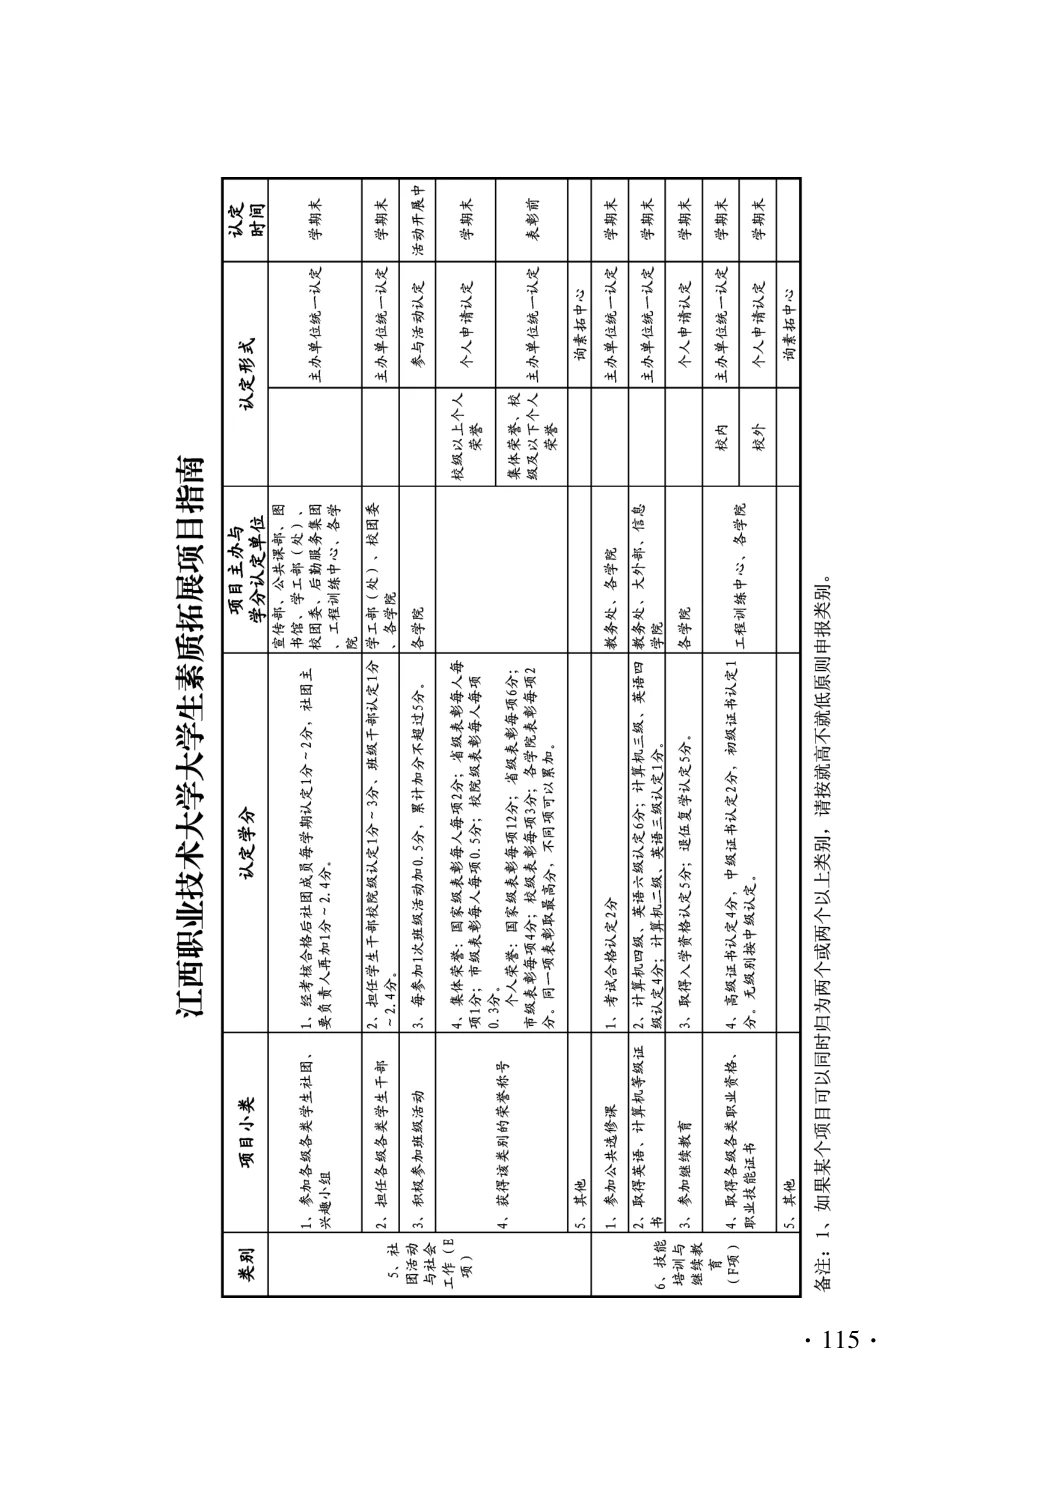 江西职业技术大学大学生素质拓展项目指南
类别
项目小类
认定学分
项目主办与
学分认定单位
认定形式
认定
时间
5、社
团活动
与社会
工作（E
项）
1、参加各级各类学生社团、
兴趣小组
1、经考核合格后社团成员每学期认定1分～2分，社团主
要负责人再加1分～2.4分。
宣传部、公共课部、图
书馆、学工部（处）、
校团委、后勤服务集团
、工程训练中心、各学
院
主办单位统一认定
学期末
2、担任各级各类学生干部
2、担任学生干部校院级认定1分～3分、班级干部认定1分
～2.4分。
学工部（处）、校团委
、各学院
主办单位统一认定
学期末
3、积极参加班级活动
3、每参加1次班级活动加0.5分，累计加分不超过5分。
各学院
参与活动认定
活动开展中
4、获得该类别的荣誉称号
4、集体荣誉：国家级表彰每人每项2分；省级表彰每人每
项1分；市级表彰每人每项0.5分；校院级表彰每人每项
0.3分。
个人荣誉：国家级表彰每项12分；省级表彰每项6分；
市级表彰每项4分；校级表彰每项3分；各学院表彰每项2
分。同一项表彰取最高分，不同项可以累加。
校级以上个人
荣誉
个人申请认定
学期末
集体荣誉、校
级及以下个人
荣誉
主办单位统一认定
表彰前
5、其他
询素拓中心
6、技能
培训与
继续教
育
（F项）
1、参加公共选修课
1、考试合格认定2分
教务处、各学院
主办单位统一认定
学期末
2、取得英语、计算机等级证
书
2、计算机四级、英语六级认定6分；计算机三级、英语四
级认定4分；计算机二级、英语三级认定1分。
教务处、大外部、信息
学院
主办单位统一认定
学期末
3、参加继续教育
3、取得入学资格认定5分；退伍复学认定5分。
各学院
个人申请认定
学期末
4、取得各级各类职业资格、
职业技能证书
4、高级证书认定4分，中级证书认定2分，初级证书认定1
分。无级别按中级认定。
工程训练中心、各学院
校内
主办单位统一认定
学期末
校外
个人申请认定
学期末
5、其他
询素拓中心
备注：1、如果某个项目可以同时归为两个或两个以上类别，请按就高不就低原则申报类别。
·115·